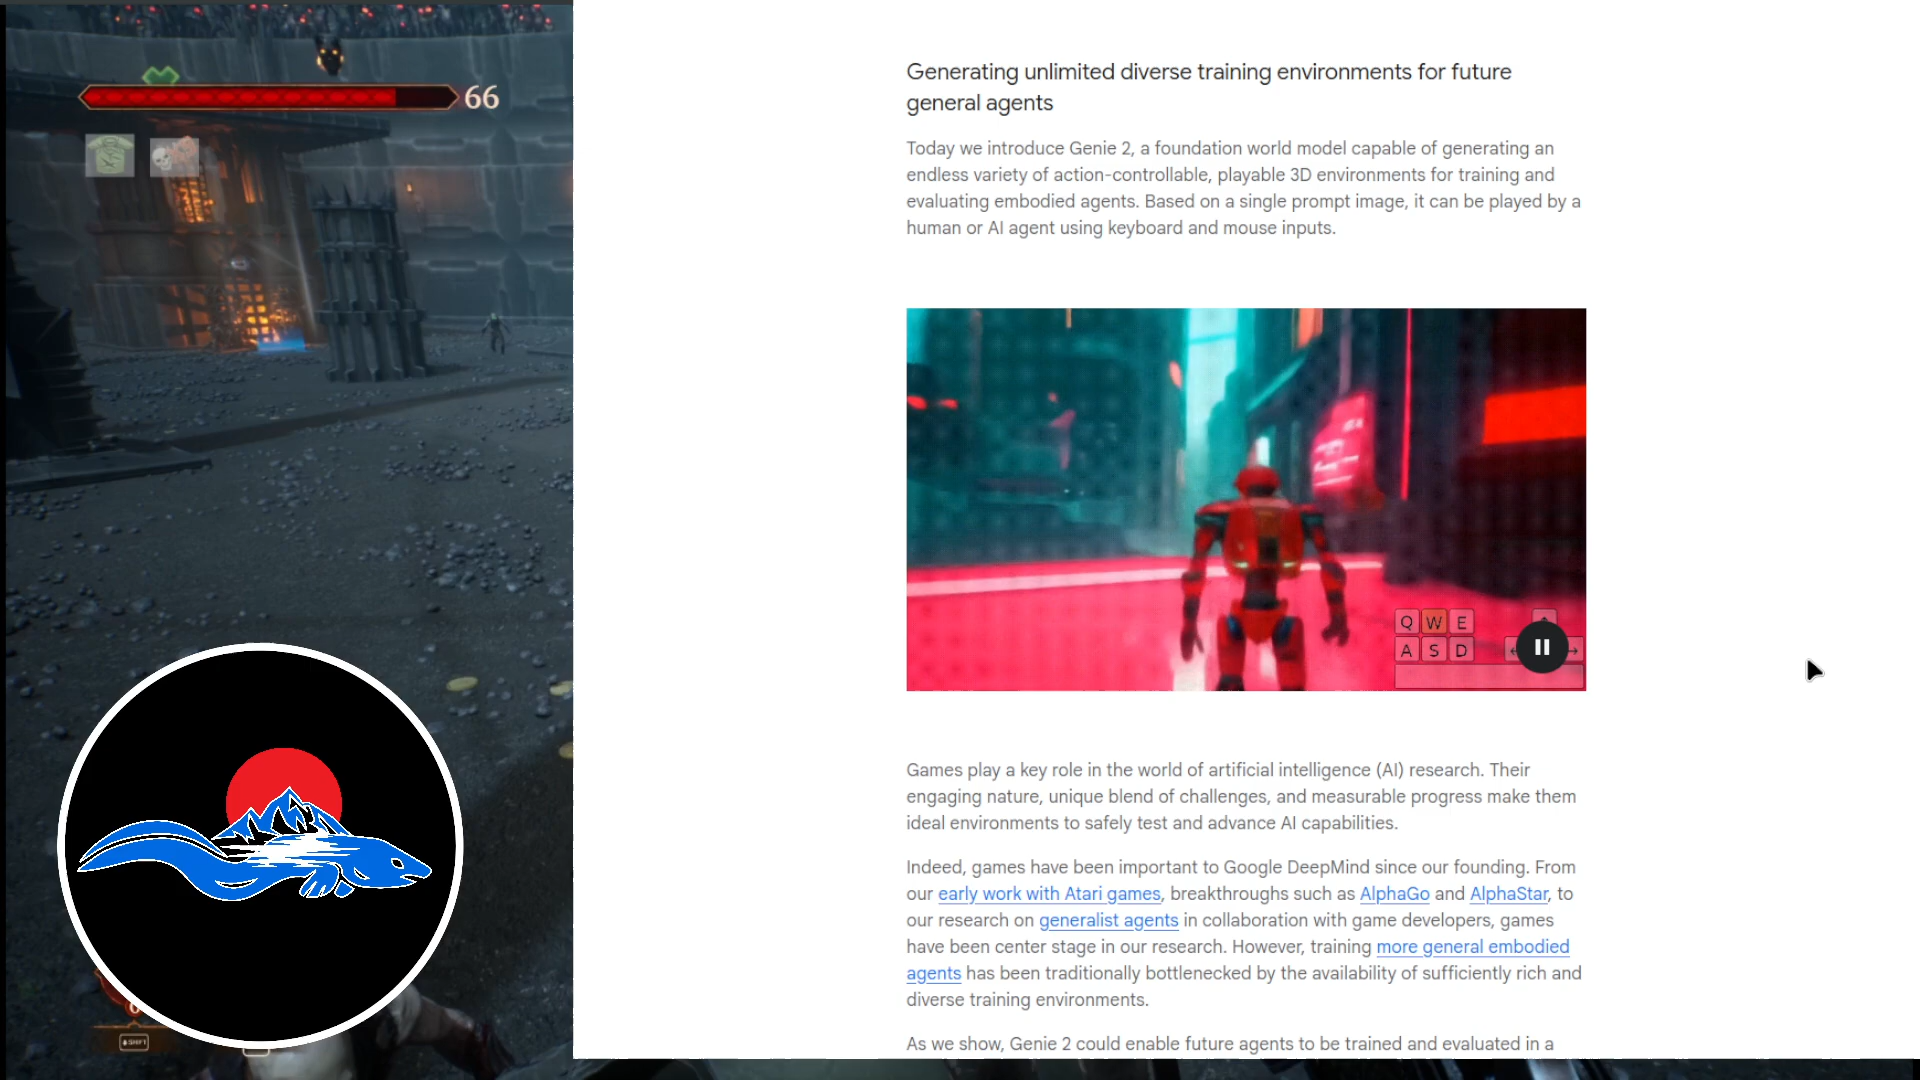 66
Generating unlimited diverse training environments for future
general agents
Today we introduce Genie 2, a foundation world model capable of generating an
endless variety of action-controllable, playable 3D environments for training and
evaluating embodied agents. Based on a single prompt image, it can be played by a
human or AI agent using keyboard and mouse inputs.
Q W E
A S D
Games play a key role in the world of artificial intelligence (AI) research. Their
engaging nature, unique blend of challenges, and measurable progress make them
ideal environments to safely test and advance AI capabilities.
Indeed, games have been important to Google DeepMind since our founding. From
our early work with Atari games, breakthroughs such as AlphaGo and AlphaStar, to
our research on generalist agents in collaboration with game developers, games
have been center stage in our research. However, training more general embodied
agents has been traditionally bottlenecked by the availability of sufficiently rich and
diverse training environments.
As we show, Genie 2 could enable future agents to be trained and evaluated in a